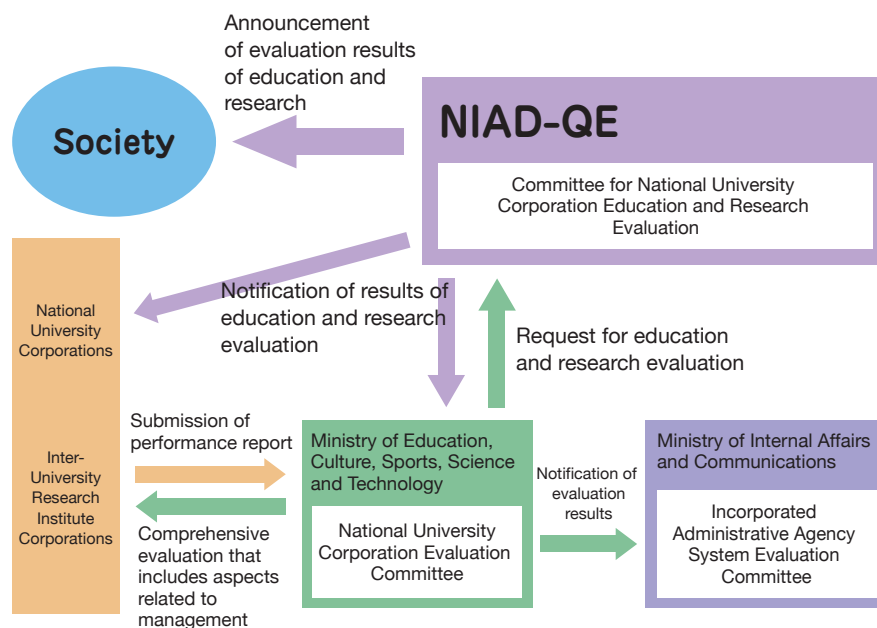 Announcement
of evaluation results
of education and
research
Society
NIAD-QE
Committee for National University
Corporation Education and Research
Evaluation
National
University
Corporations
Inter-
University
Research
Institute
Corporations
Notification of results of
education and research
evaluation
Request for education
and research evaluation
Submission of
performance report
Comprehensive
evaluation that
includes aspects
related to
management
Ministry of Education,
Culture, Sports, Science
and Technology
National University
Corporation Evaluation
Committee
Notification of
evaluation
results
Ministry of Internal Affairs
and Communications
Incorporated
Administrative Agency
System Evaluation
Committee